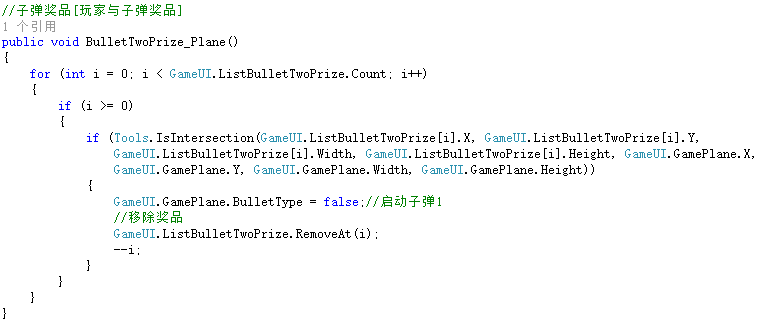 //子弹奖品[玩家与子弹奖品]
1 个引用
public void BulletTwoPrize_Plane()
{
for (int i = 0; i < GameUI.ListBulletTwoPrize.Count; i++)
{
if (i >= 0)
{
if (Tools.IsIntersection(GameUI.ListBulletTwoPrize[i].X, GameUI.ListBulletTwoPrize[i].Y,
GameUI.ListBulletTwoPrize[i].Width, GameUI.ListBulletTwoPrize[i].Height, GameUI.GamePlane.X,
GameUI.GamePlane.Y, GameUI.GamePlane.Width, GameUI.GamePlane.Height))
{
GameUI.GamePlane.BulletType = false;//启动子弹1
//移除奖品
GameUI.ListBulletTwoPrize.RemoveAt(i);
--i;
}
}
}
}